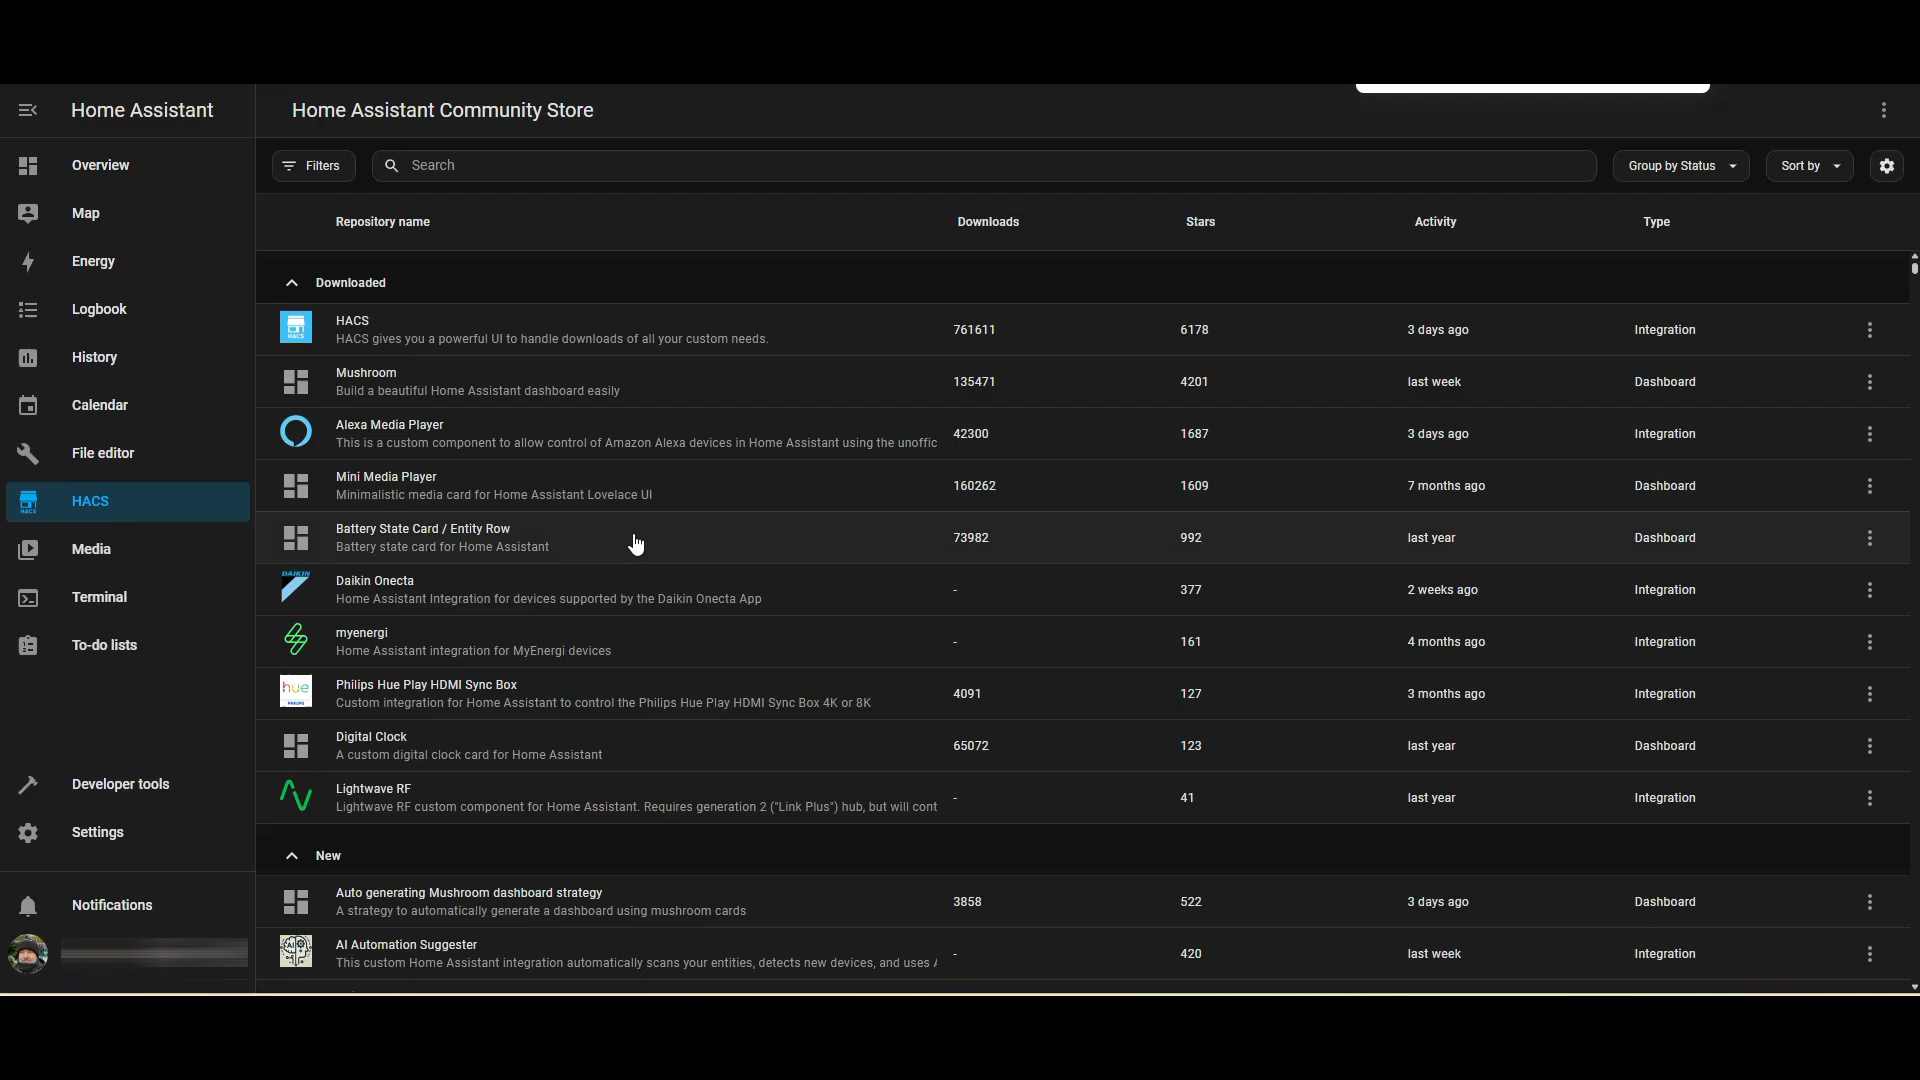 Home Assistant
Overview
Map
Energy
Logbook
History
Calendar
File editor
HACS
HACS
Media
Terminal
To-do lists
Developer tools
Settings
Notifications
Home Assistant Community Store
Filters
Search
Group by Status
Sort by
Repository name Downloads Stars Activity Type
Downloaded
HACS
HACS
HACS gives you a powerful UI to handle downloads of all your custom needs.
761611 6178 3 days ago Integration
Mushroom
Build a beautiful Home Assistant dashboard easily
135471 4201 last week Dashboard
Alexa Media Player
This is a custom component to allow control of Amazon Alexa devices in Home Assistant using the unoffic
42300 1687 3 days ago Integration
Mini Media Player
Minimalistic media card for Home Assistant Lovelace UI
160262 1609 7 months ago Dashboard
Battery State Card / Entity Row
Battery state card for Home Assistant
73982 992 last year Dashboard
DAIKIN
Daikin Onecta
Home Assistant Integration for devices supported by the Daikin Onecta App
- 377 2 weeks ago Integration
myenergi
Home Assistant integration for MyEnergi devices
- 161 4 months ago Integration
hue
PHILIPS
Philips Hue Play HDMI Sync Box
Custom integration for Home Assistant to control the Philips Hue Play HDMI Sync Box 4K or 8K
4091 127 3 months ago Integration
Digital Clock
A custom digital clock card for Home Assistant
65072 123 last year Dashboard
Lightwave RF
Lightwave RF custom component for Home Assistant. Requires generation 2 ("Link Plus") hub, but will cont
- 41 last year Integration
New
Auto generating Mushroom dashboard strategy
A strategy to automatically generate a dashboard using mushroom cards
3858 522 3 days ago Dashboard
AI
AI Automation Suggester
This custom Home Assistant integration automatically scans your entities, detects new devices, and uses
- 420 last week Integration